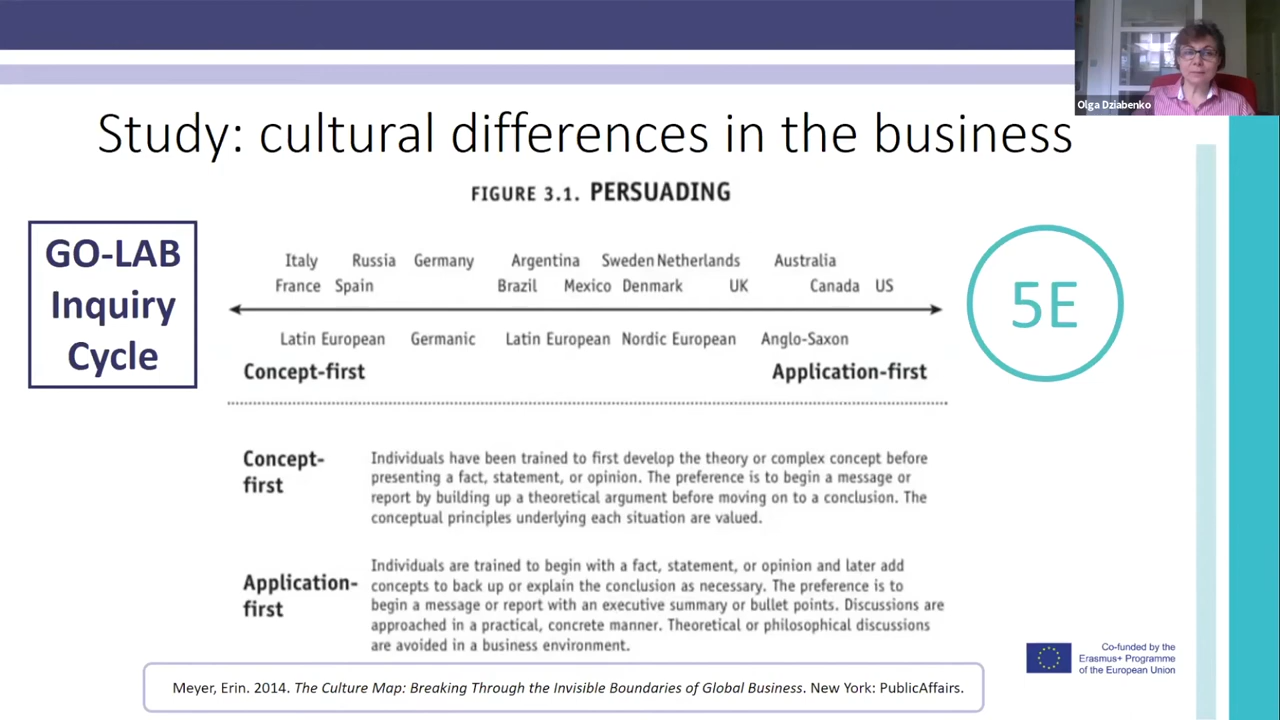 Olga Dziabenko
Study: cultural differences in the business
FIGURE 3.1. PERSUADING
GO-LAB
Inquiry
Cycle
Italy Russia Germany Argentina Sweden Netherlands Australia
France Spain Brazil Mexico Denmark UK Canada US
Latin European Germanic Latin European Nordic European Anglo-Saxon
Concept-first Application-first
5E
Concept-
first
Individuals have been trained to first develop the theory or complex concept before
presenting a fact, statement, or opinion. The preference is to begin a message or
report by building up a theoretical argument before moving on to a conclusion. The
conceptual principles underlying each situation are valued.
Application-
first
Individuals are trained to begin with a fact, statement, or opinion and later add
concepts to back up or explain the conclusion as necessary. The preference is to
begin a message or report with an executive summary or bullet points. Discussions are
approached in a practical, concrete manner. Theoretical or philosophical discussions
are avoided in a business environment.
Co-funded by the
Erasmus+ Programme
of the European Union
Meyer, Erin. 2014. The Culture Map: Breaking Through the Invisible Boundaries of Global Business. New York: PublicAffairs.